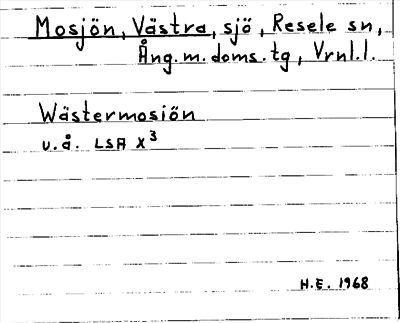 Mosjön, Västra, sjö, Resele sn,
Ång.m.doms.tg, Vrnl.l.
Wästermosiön
u.å. LSA X³
H.E. 1968